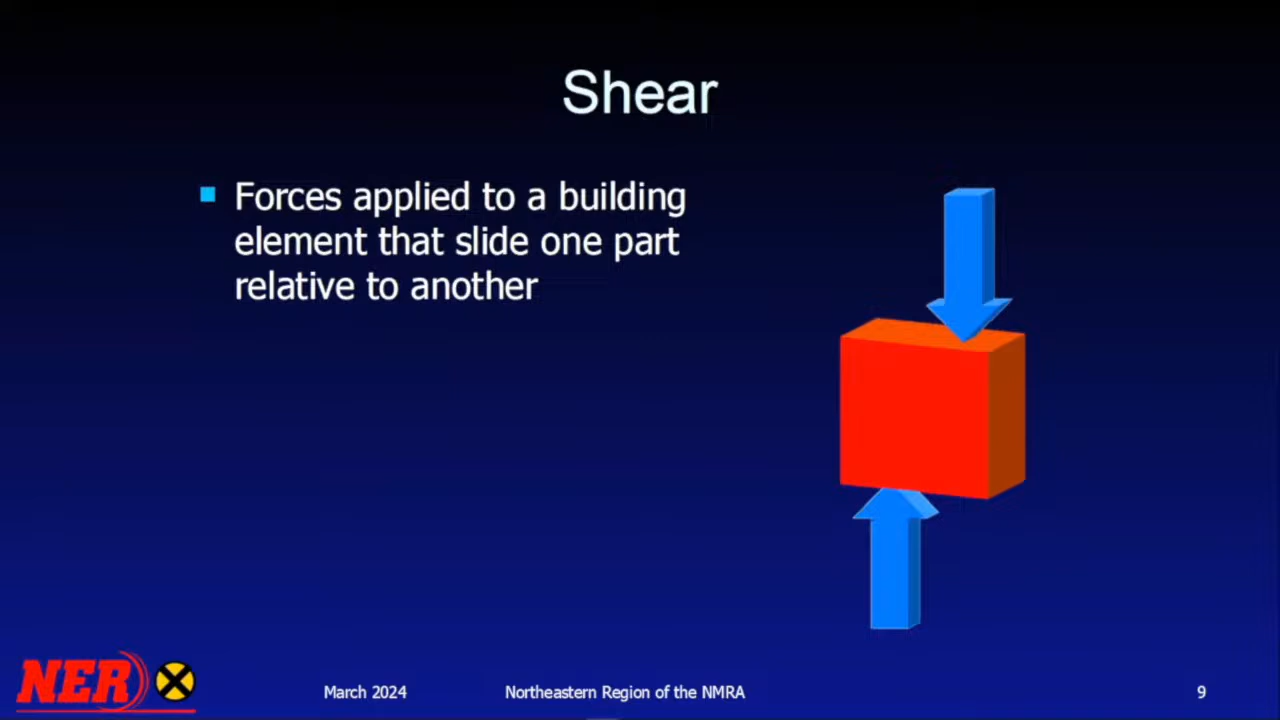 Shear
Forces applied to a building
element that slide one part
relative to another
NER
March 2024
Northeastern Region of the NMRA
9